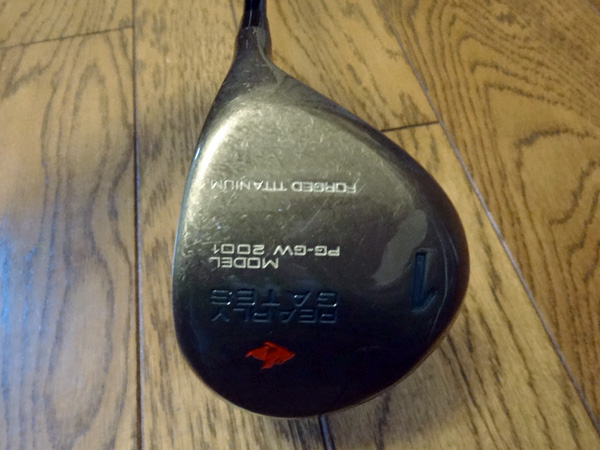 PEARLY
GATES
MODEL
PG-GW 2001
FORGED TITANIUM
1